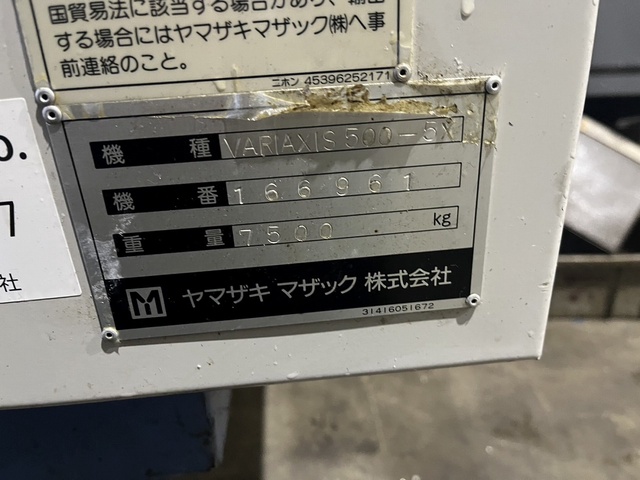 国貿易法に該当する場合があり、輸出
する場合にはヤマザキマザック(株)へ事
前連絡のこと。
ニホン 45396252171
o.
7
社
機 種 VARIAXIS 500-5X
機 番 166961
重 量 7500 kg
M ヤマザキ マザック 株式会社
31416051672